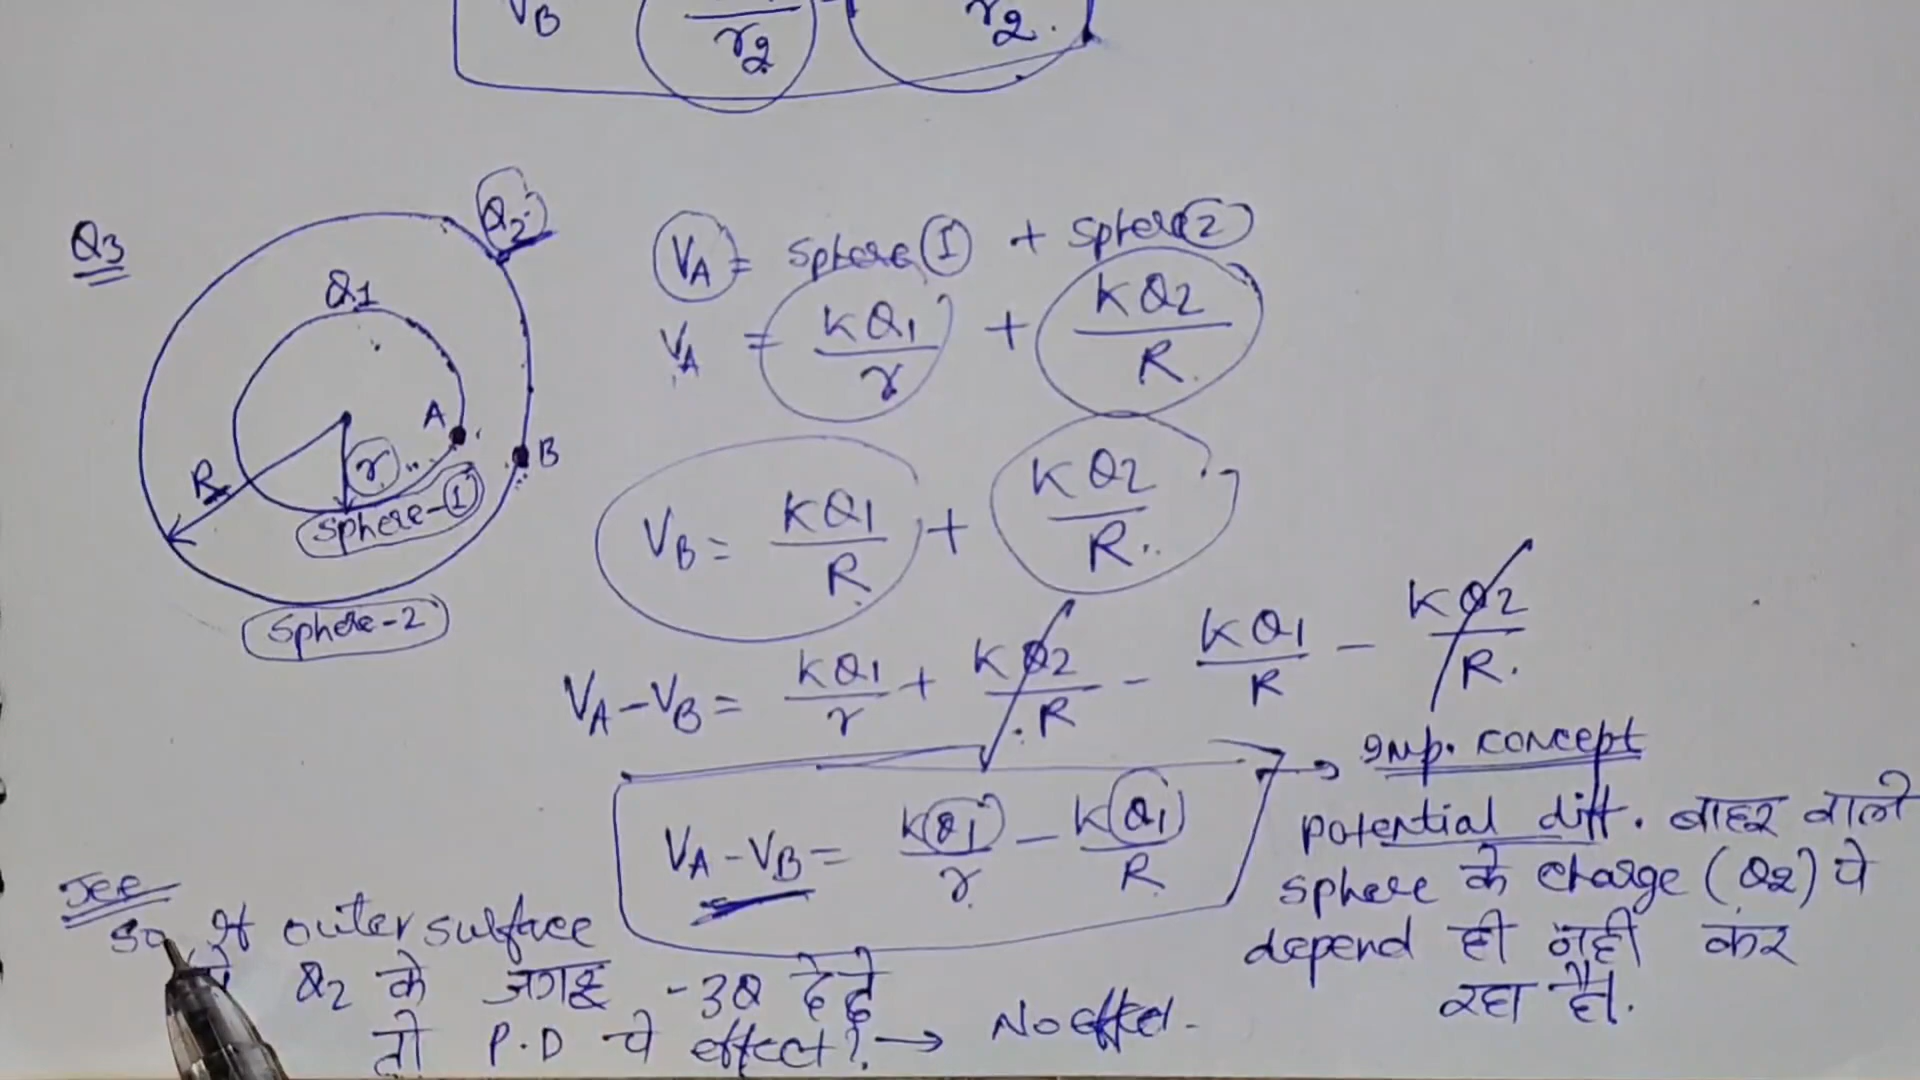 VB r2 r2.
Q3
Q2
Q1
A
B
R
r
Sphere-1
Sphere-2
VA = sphere 1 + sphere 2
VA = KQ1/r + KQ2/R
VB = KQ1/R + KQ2/R
VA - VB = KQ1/r + KQ2/R - KQ1/R - KQ2/R
VA - VB = KQ1/r - KQ1/R
→ Imp. concept
potential diff. बाहर वाले
sphere के charge (Q2) पे
depend ही नहीं कर
रहा है।
JEE
So, If outer surface
Q2 के जगह -3Q दे दे
तो P.D पे effect? → No effect.